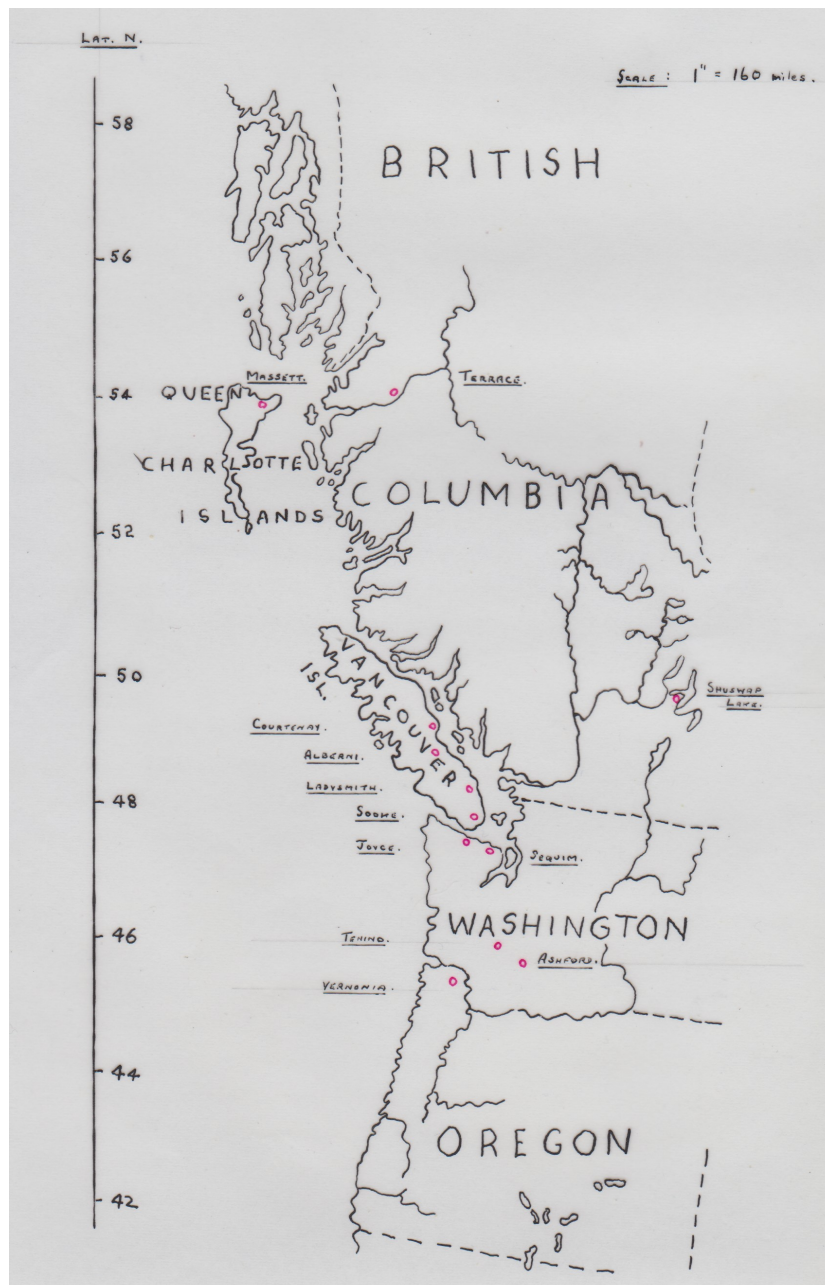 LAT. N.
SCALE : 1" = 160 miles.
58
BRITISH
56
MASSETT.
TERRACE.
54
QUEEN
CHARLOTTE
COLUMBIA
ISLANDS
52
50
VANCOUVER
ISL.
SHUSWAP
LAKE.
COURTENAY.
ALBERNI.
LADYSMITH.
48
SOOKE.
JOYCE.
SEQUIM.
WASHINGTON
46
TENINO.
ASHFORD.
VERNONIA.
44
OREGON
42